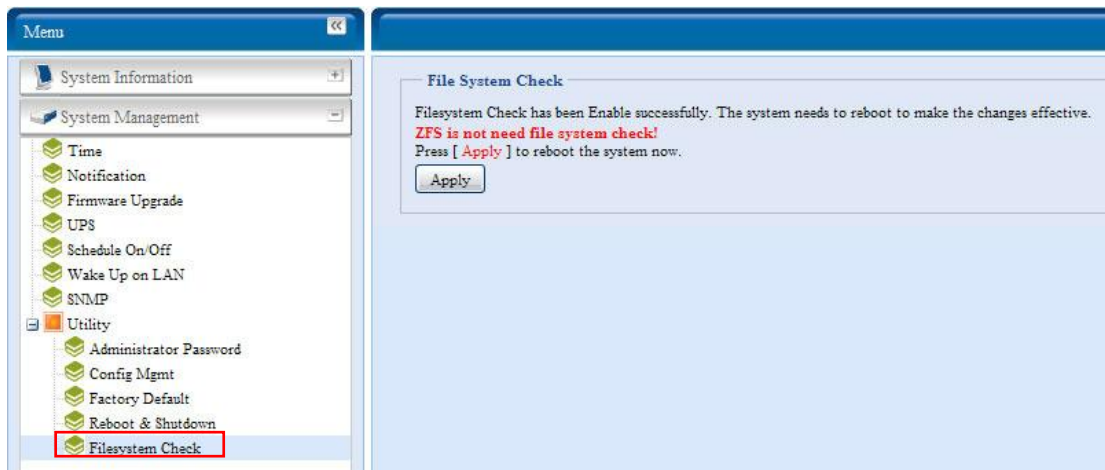 Menu
System Information
System Management
Time
Notification
Firmware Upgrade
UPS
Schedule On/Off
Wake Up on LAN
SNMP
Utility
Administrator Password
Config Mgmt
Factory Default
Reboot & Shutdown
Filesystem Check
File System Check
Filesystem Check has been Enable successfully. The system needs to reboot to make the changes effective.
ZFS is not need file system check!
Press [ Apply ] to reboot the system now.
Apply